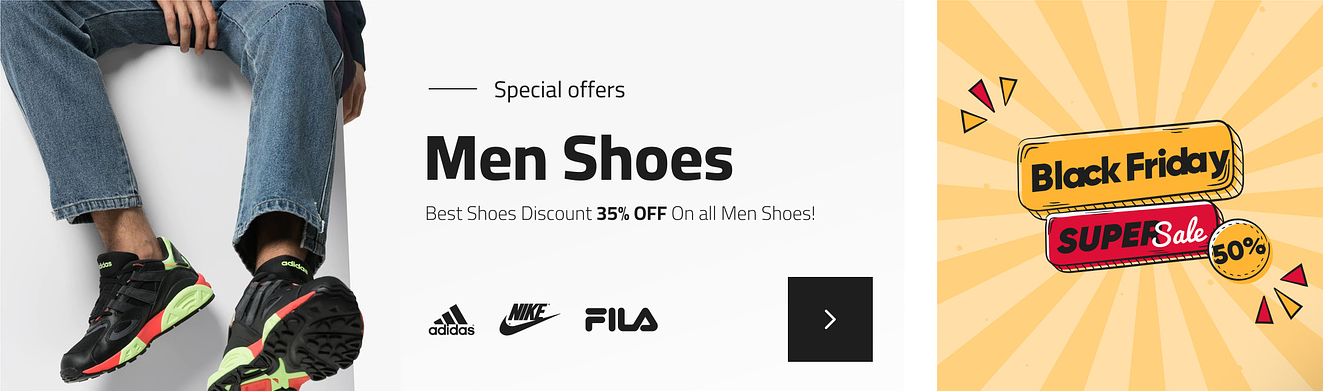 Special offers
Men Shoes
Best Shoes Discount 35% OFF On all Men Shoes!
adidas
NIKE
FILA
adidas
adidas
Black Friday
SUPER Sale
50%